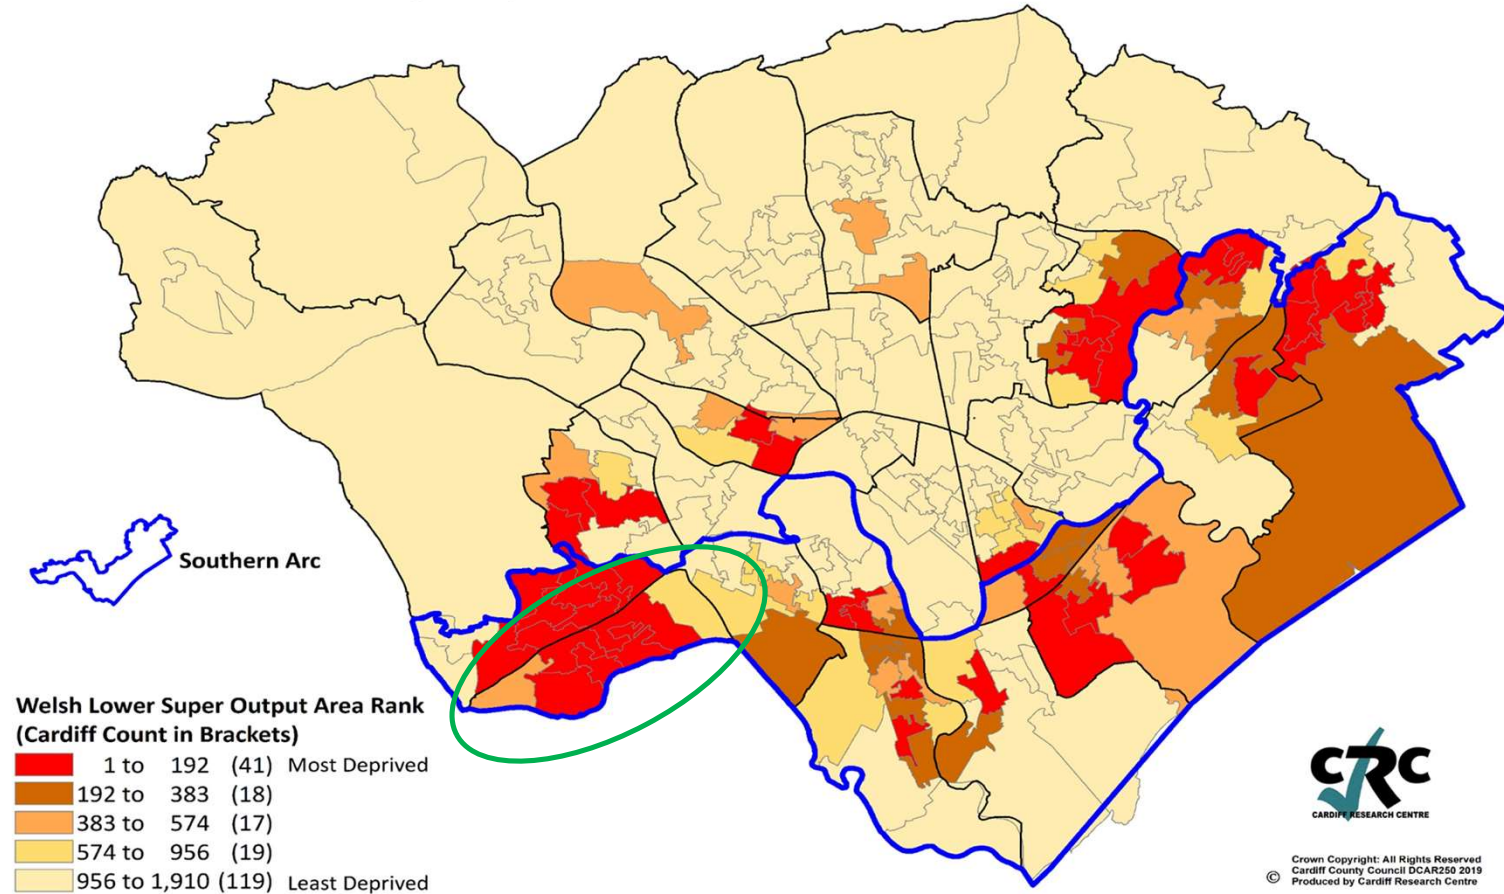 Southern Arc
Welsh Lower Super Output Area Rank
(Cardiff Count in Brackets)
1 to 192 (41) Most Deprived
192 to 383 (18)
383 to 574 (17)
574 to 956 (19)
956 to 1,910 (119) Least Deprived
CRC
CARDIFF RESEARCH CENTRE
Crown Copyright: All Rights Reserved
© Cardiff County Council DCAR250 2019
Produced by Cardiff Research Centre